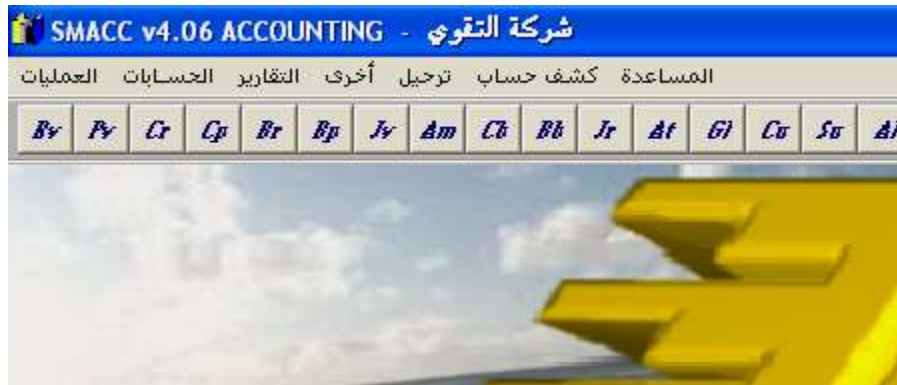 SMACC v4.06 ACCOUNTING - شركة التقوي
العمليات الحسابات التقارير أخرى ترحيل كشف حساب المساعدة
Bv Pv Cr Cp Br Bp Jv Am Cb Bb Jr At Gl Cu Su